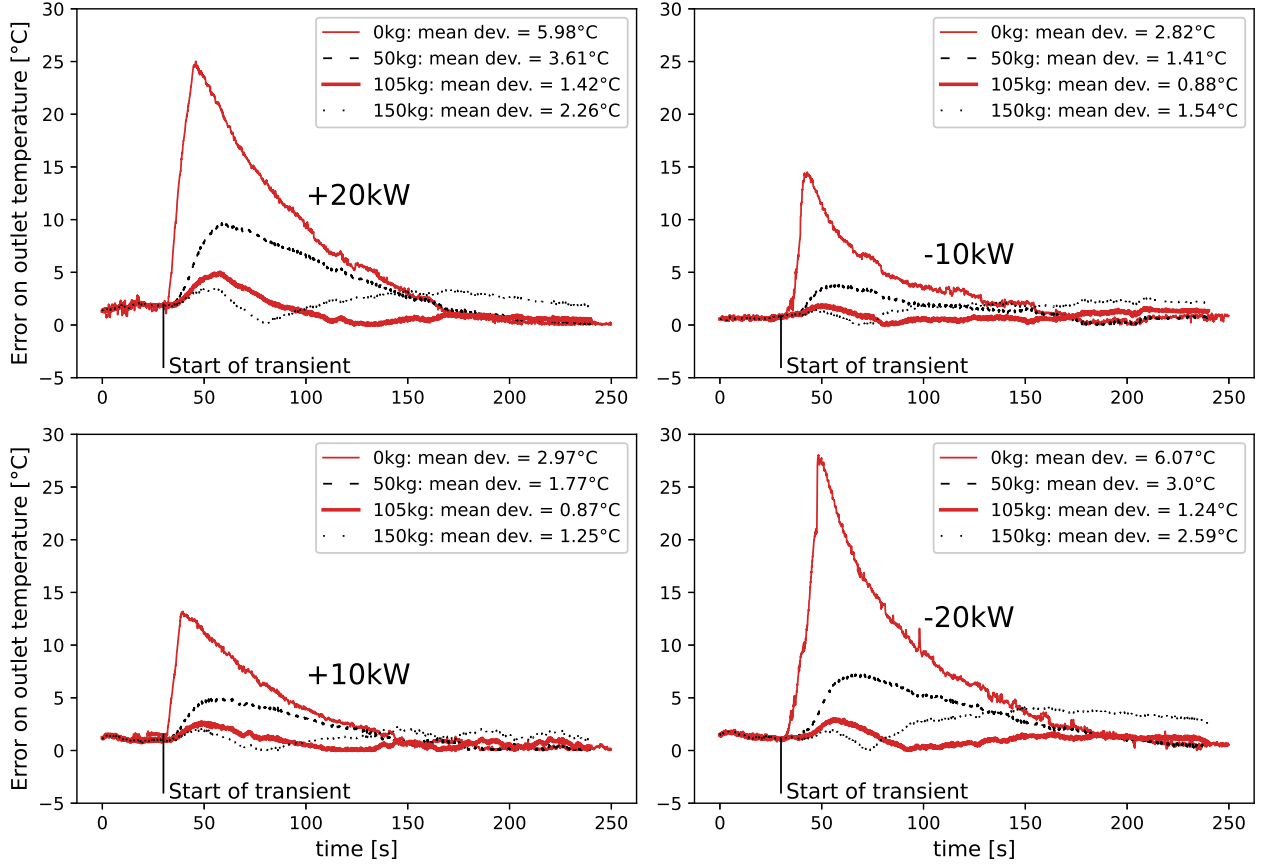 Error on outlet temperature [°C]
30
25
20
15
10
5
0
−5
0kg: mean dev. = 5.98°C
50kg: mean dev. = 3.61°C
105kg: mean dev. = 1.42°C
150kg: mean dev. = 2.26°C
+20kW
Start of transient
0
50
100
150
200
250
30
25
20
15
10
5
0
−5
0kg: mean dev. = 2.82°C
50kg: mean dev. = 1.41°C
105kg: mean dev. = 0.88°C
150kg: mean dev. = 1.54°C
-10kW
Start of transient
0
50
100
150
200
250
Error on outlet temperature [°C]
30
25
20
15
10
5
0
−5
0kg: mean dev. = 2.97°C
50kg: mean dev. = 1.77°C
105kg: mean dev. = 0.87°C
150kg: mean dev. = 1.25°C
+10kW
Start of transient
0
50
100
150
200
250
time [s]
30
25
20
15
10
5
0
−5
0kg: mean dev. = 6.07°C
50kg: mean dev. = 3.0°C
105kg: mean dev. = 1.24°C
150kg: mean dev. = 2.59°C
-20kW
Start of transient
0
50
100
150
200
250
time [s]